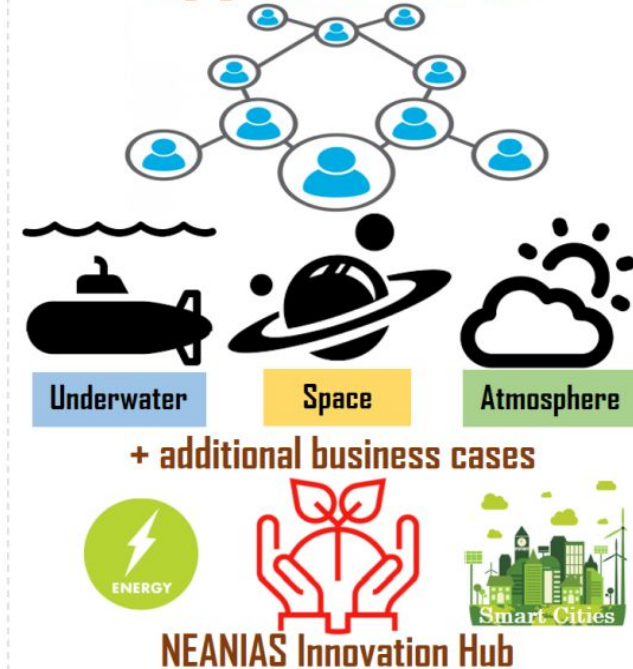 Underwater
Space
Atmosphere
+ additional business cases
ENERGY
Smart Cities
NEANIAS Innovation Hub